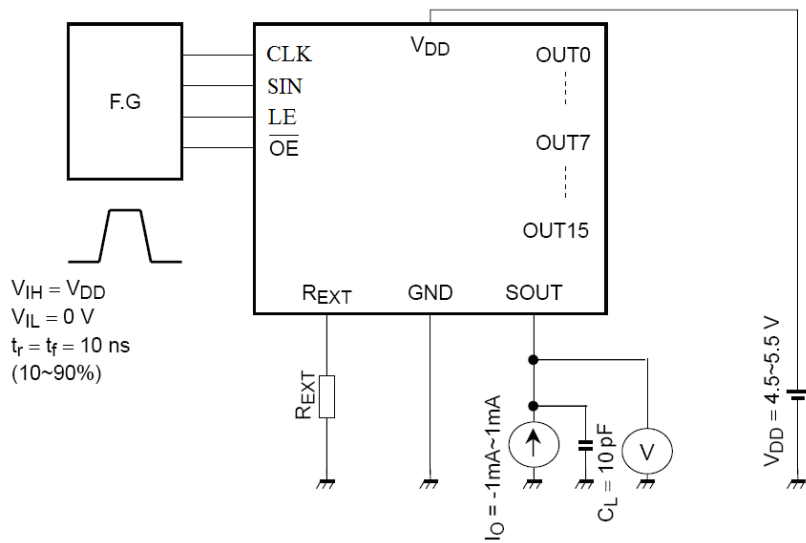 F.G
CLK
SIN
LE
OE
VDD
OUT0
OUT7
OUT15
REXT
GND
SOUT
VIH = VDD
VIL = 0 V
tr = tf = 10 ns
(10~90%)
REXT
IO = -1mA~1mA
CL = 10 pF
V
VDD = 4.5~5.5 V